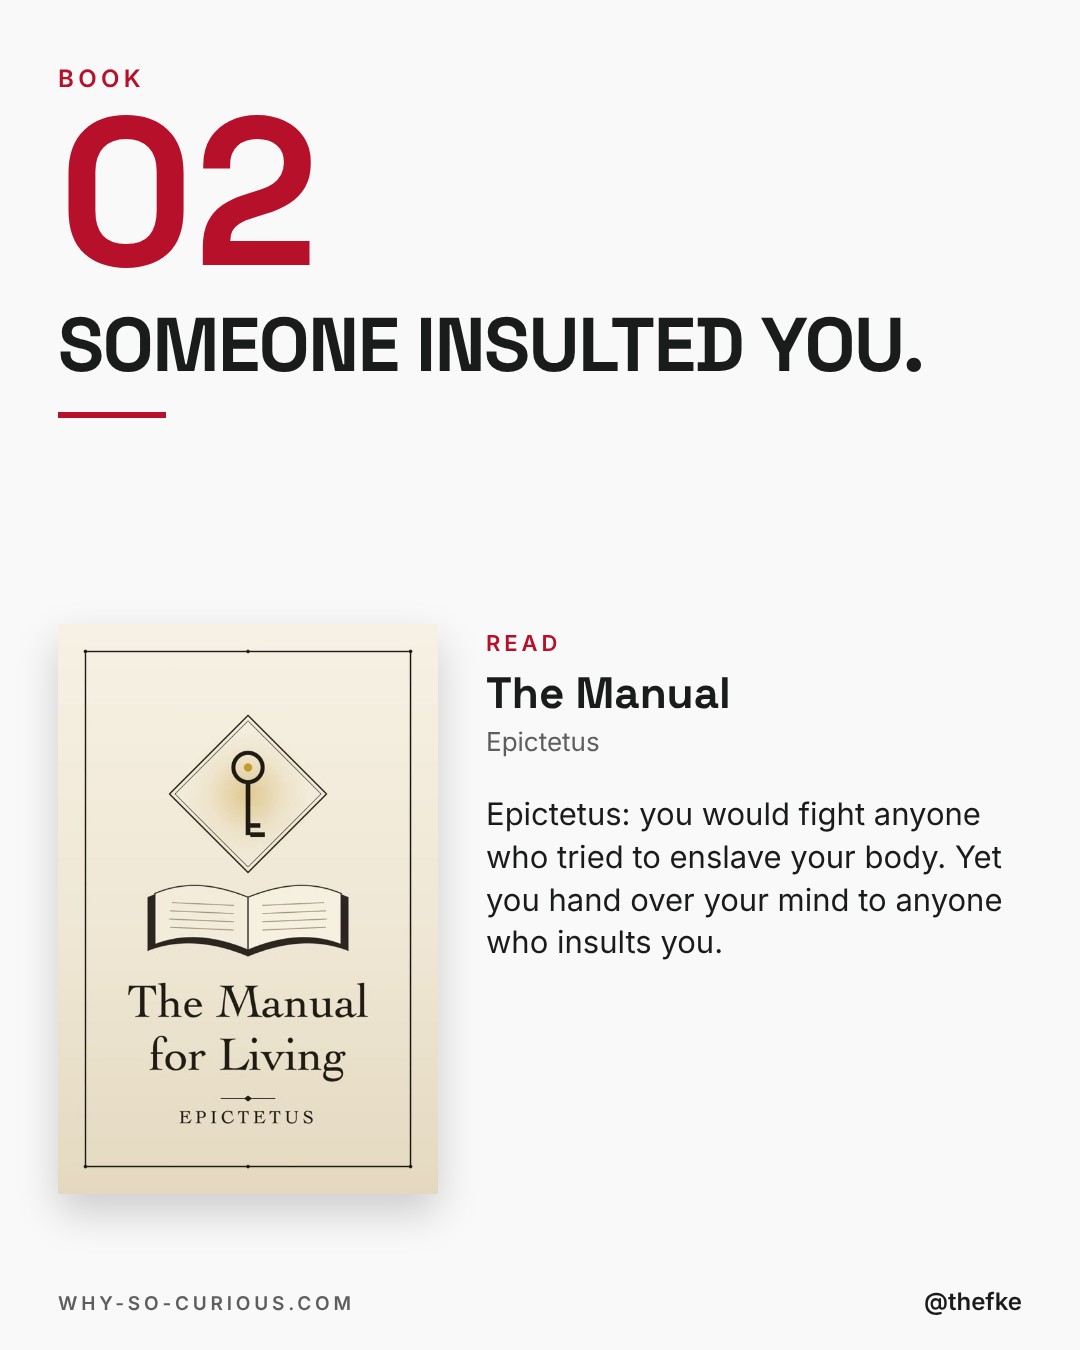 BOOK
02
SOMEONE INSULTED YOU.
The Manual
for Living
EPICTETUS
READ
The Manual
Epictetus
Epictetus: you would fight anyone
who tried to enslave your body. Yet
you hand over your mind to anyone
who insults you.
WHY-SO-CURIOUS.COM
@thefke